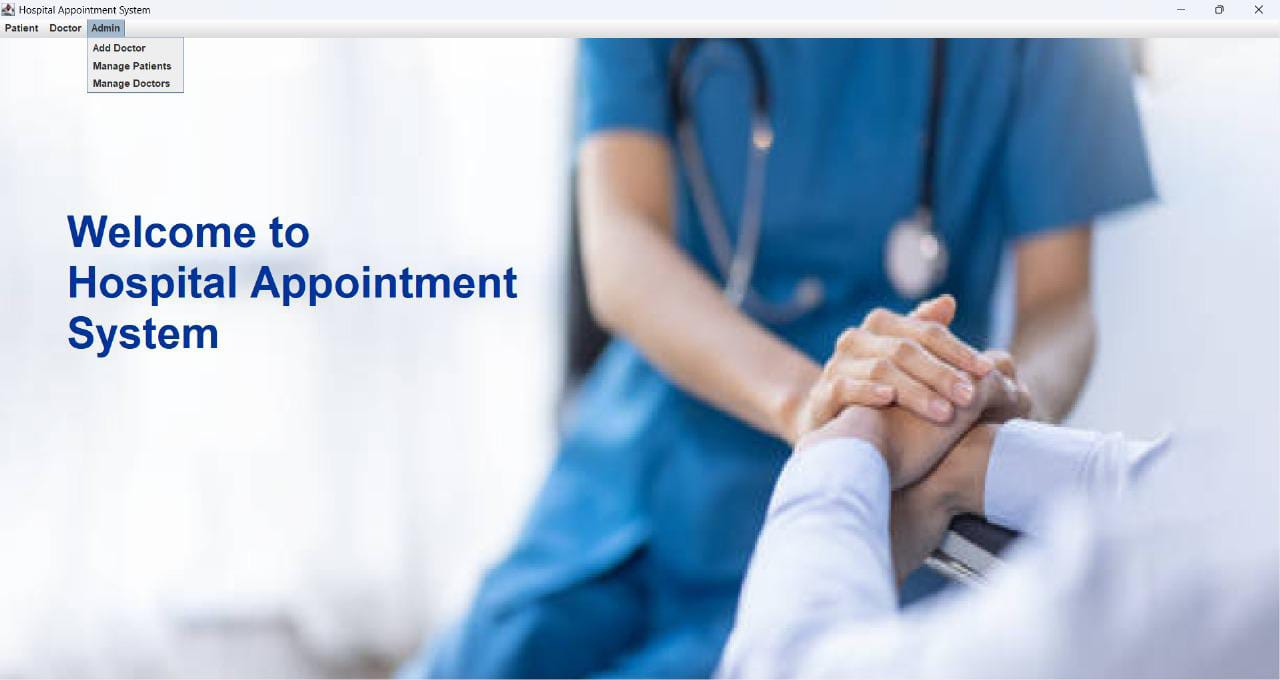 Hospital Appointment System
Patient Doctor Admin
Add Doctor
Manage Patients
Manage Doctors
Welcome to
Hospital Appointment
System